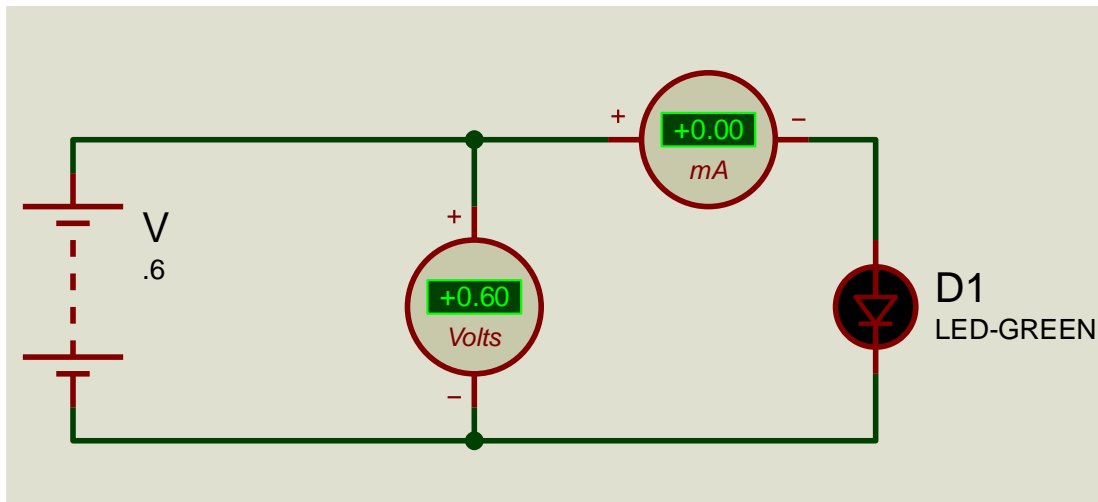 +
+0.00
−
mA
V
.6
+
+0.60
Volts
−
D1
LED-GREEN